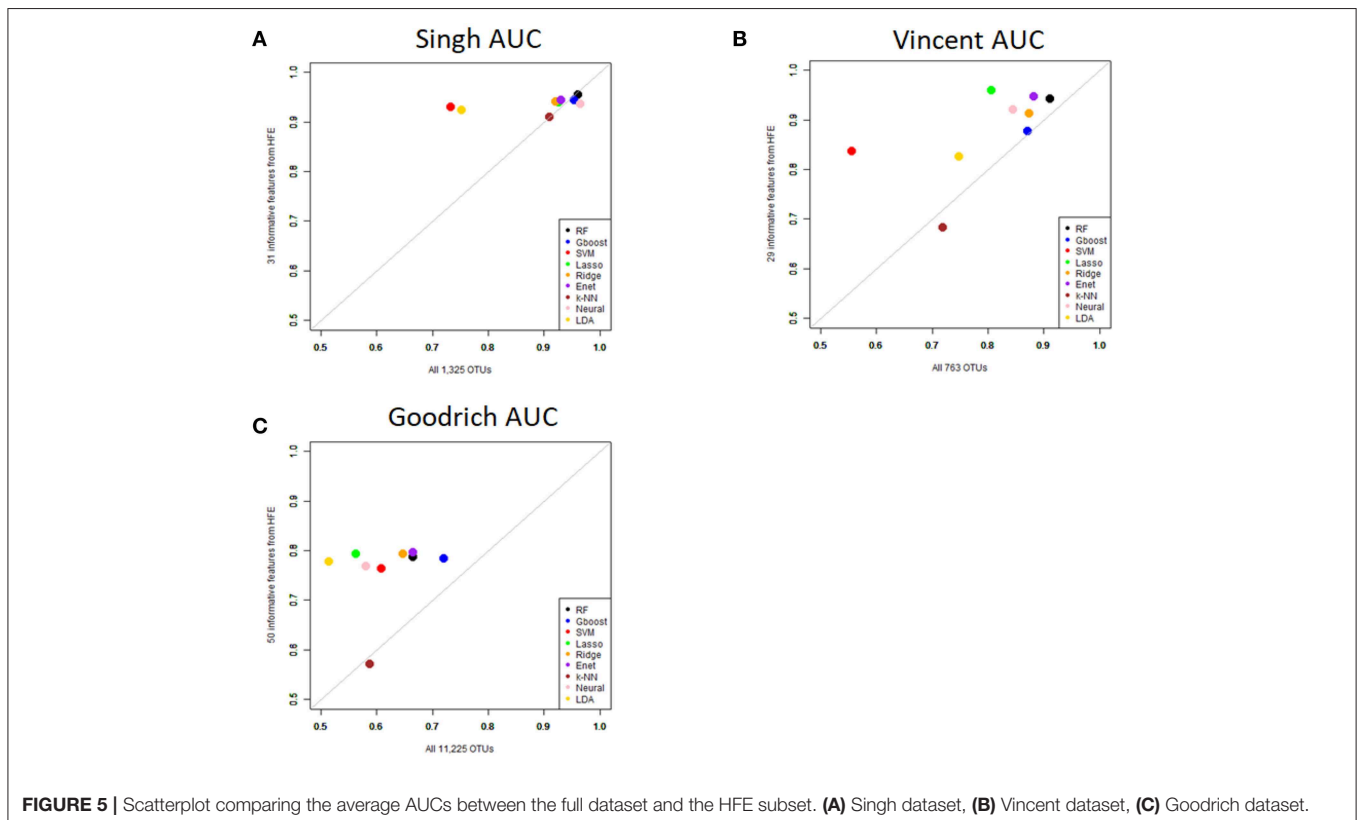 A
Singh AUC
31 informative features from HFE
0.5 0.6 0.7 0.8 0.9 1.0
RF
Gboost
SVM
Lasso
Ridge
Enet
k-NN
Neural
LDA
0.5 0.6 0.7 0.8 0.9 1.0
All 1,325 OTUs
B
Vincent AUC
29 informative features from HFE
0.5 0.6 0.7 0.8 0.9 1.0
RF
Gboost
SVM
Lasso
Ridge
Enet
k-NN
Neural
LDA
0.5 0.6 0.7 0.8 0.9 1.0
All 763 OTUs
C
Goodrich AUC
50 informative features from HFE
0.5 0.6 0.7 0.8 0.9 1.0
RF
Gboost
SVM
Lasso
Ridge
Enet
k-NN
Neural
LDA
0.5 0.6 0.7 0.8 0.9 1.0
All 11,225 OTUs
FIGURE 5 | Scatterplot comparing the average AUCs between the full dataset and the HFE subset. (A) Singh dataset, (B) Vincent dataset, (C) Goodrich dataset.